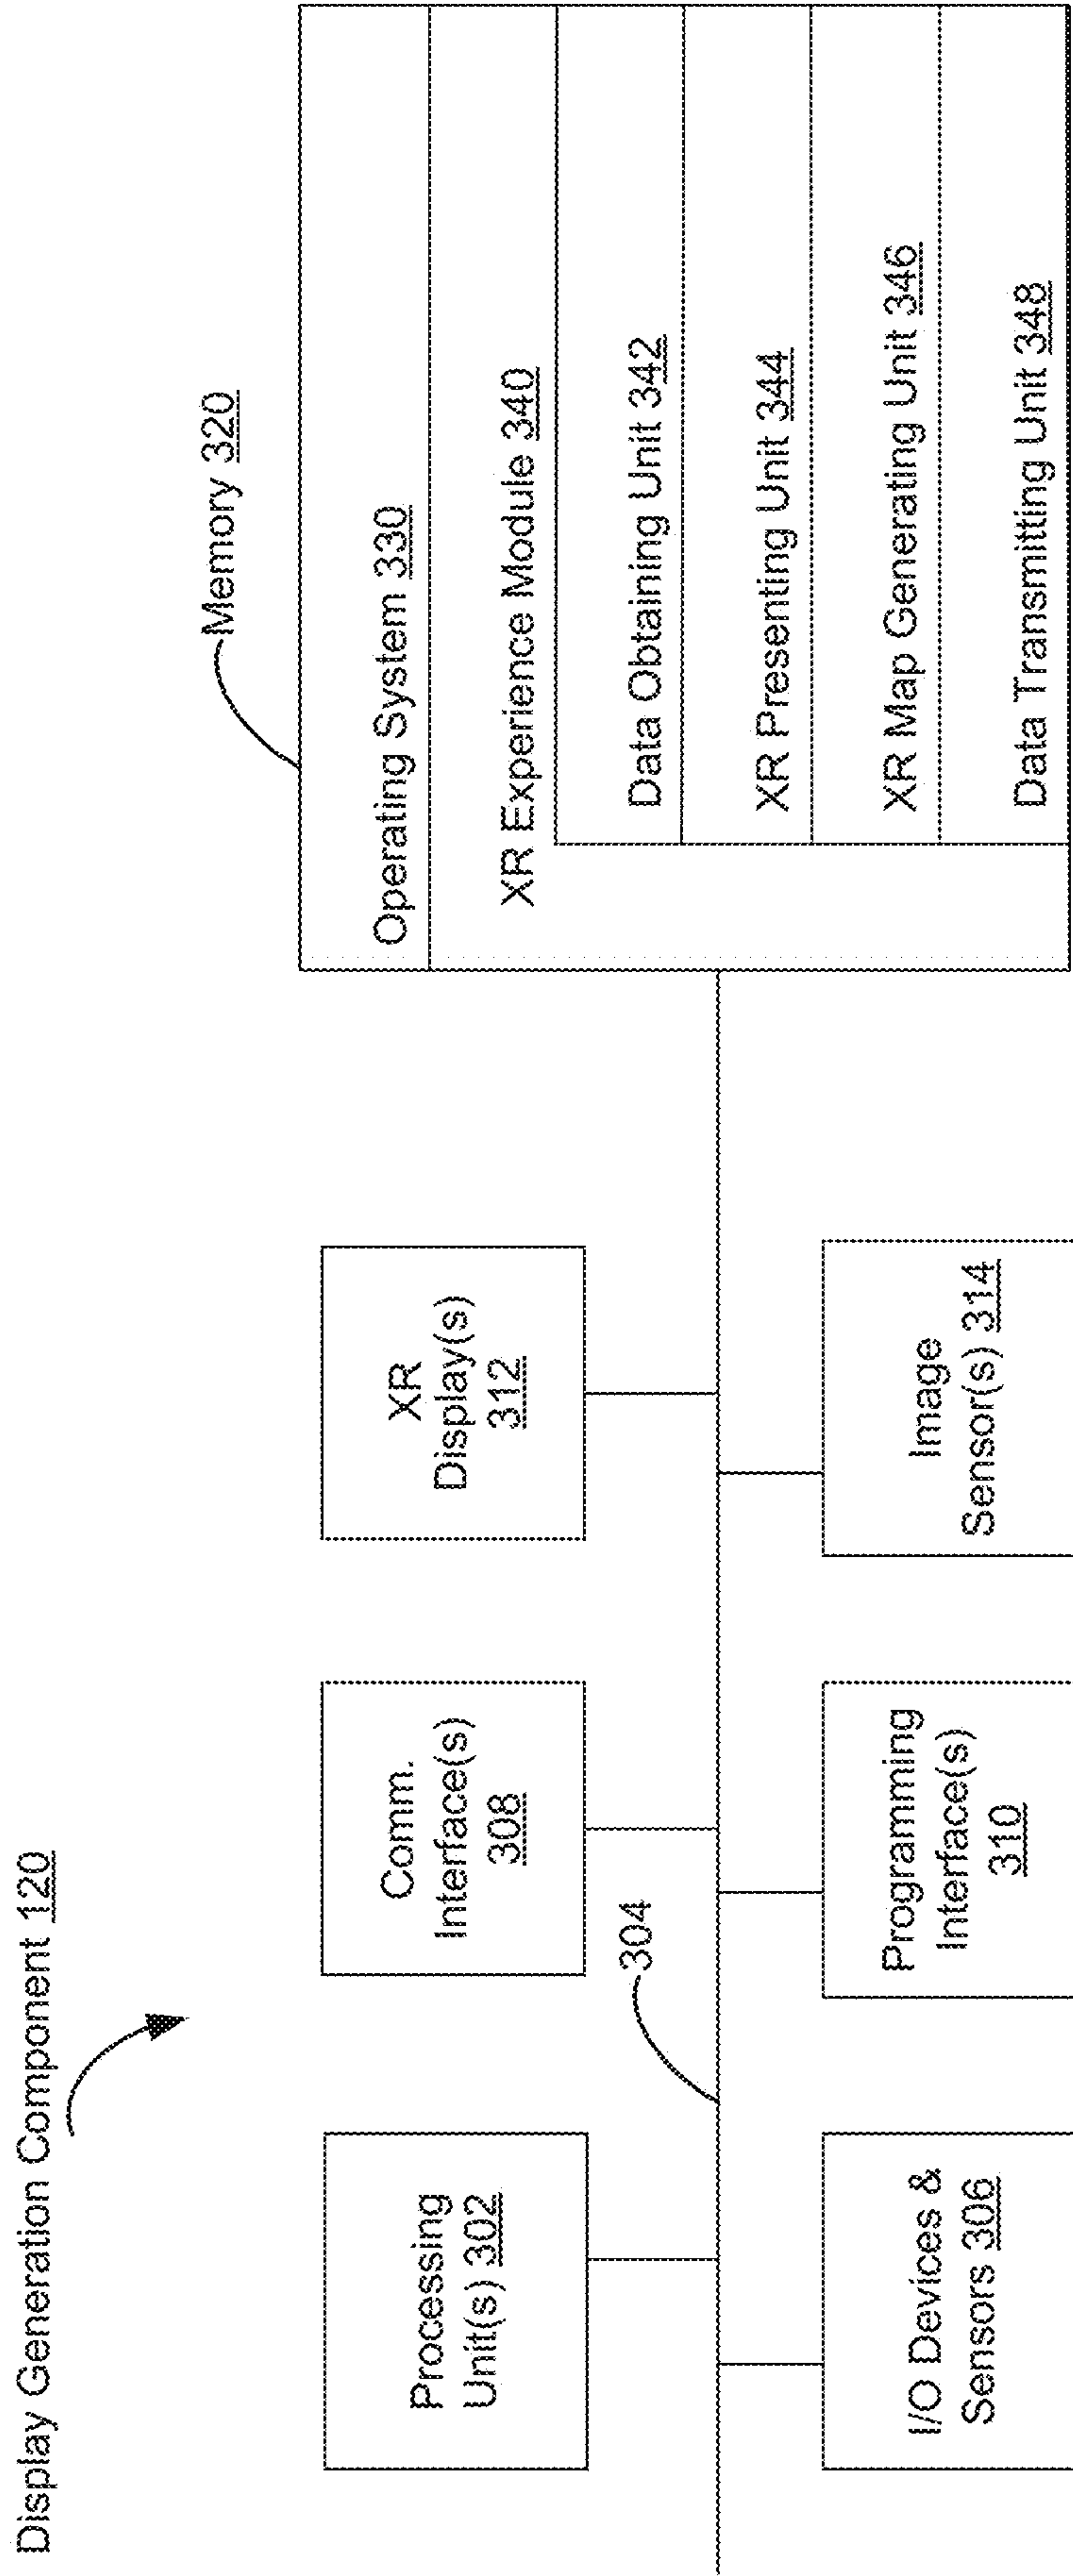 Display Generation Component 120
Processing
Unit(s) 302
Comm.
Interface(s)
308
XR
Display(s)
312
304
I/O Devices &
Sensors 306
Programming
Interface(s)
310
Image
Sensor(s) 314
Memory 320
Operating System 330
XR Experience Module 340
Data Obtaining Unit 342
XR Presenting Unit 344
XR Map Generating Unit 346
Data Transmitting Unit 348